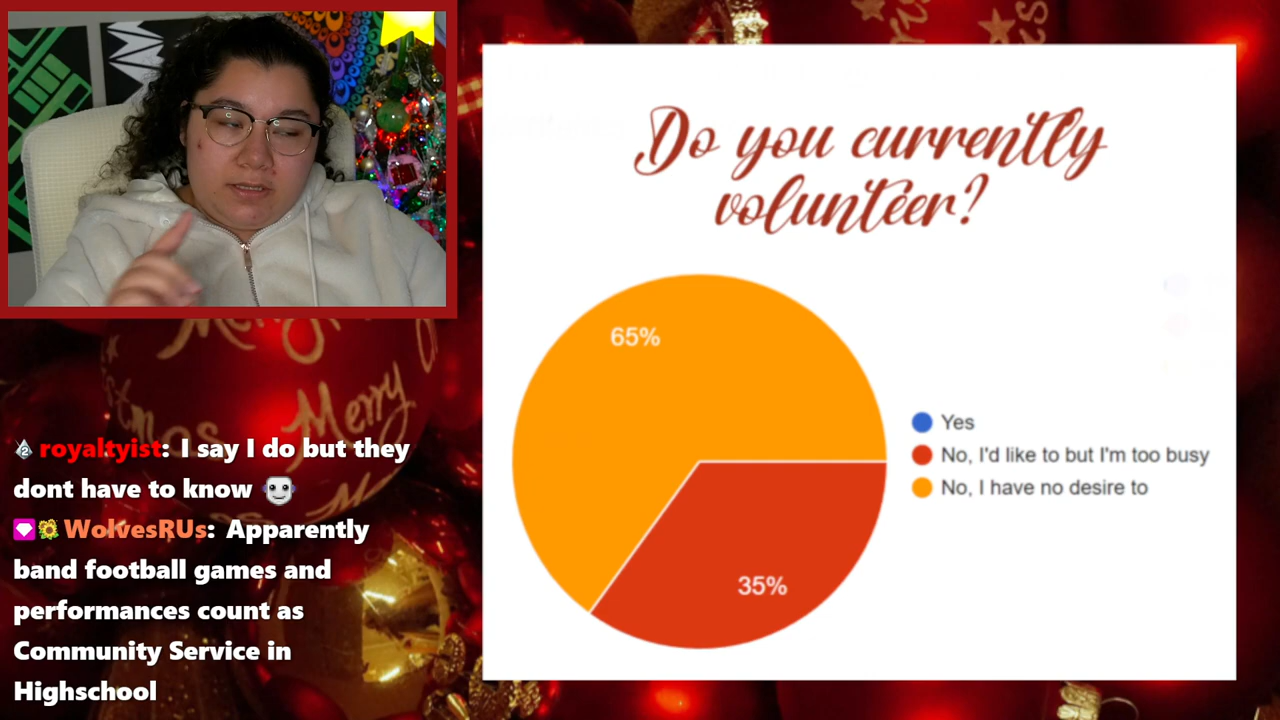 Do you currently
volunteer?
65%
35%
Yes
No, I'd like to but I'm too busy
No, I have no desire to
Merry
2 royaltyist: I say I do but they
dont have to know
WolvesRUs: Apparently
band football games and
performances count as
Community Service in
Highschool